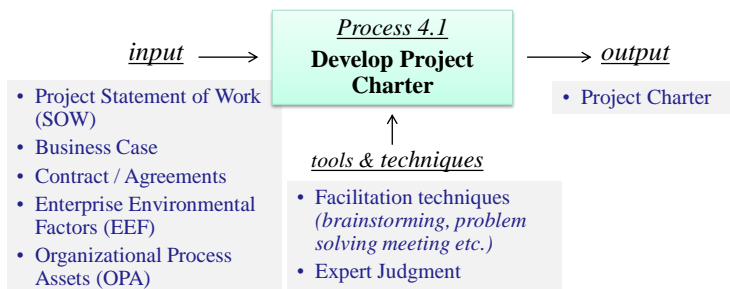 Process 4.1
Develop Project
Charter
input
output
• Project Statement of Work
(SOW)
• Business Case
• Contract / Agreements
• Enterprise Environmental
Factors (EEF)
• Organizational Process
Assets (OPA)
tools & techniques
• Facilitation techniques
(brainstorming, problem
solving meeting etc.)
• Expert Judgment
• Project Charter